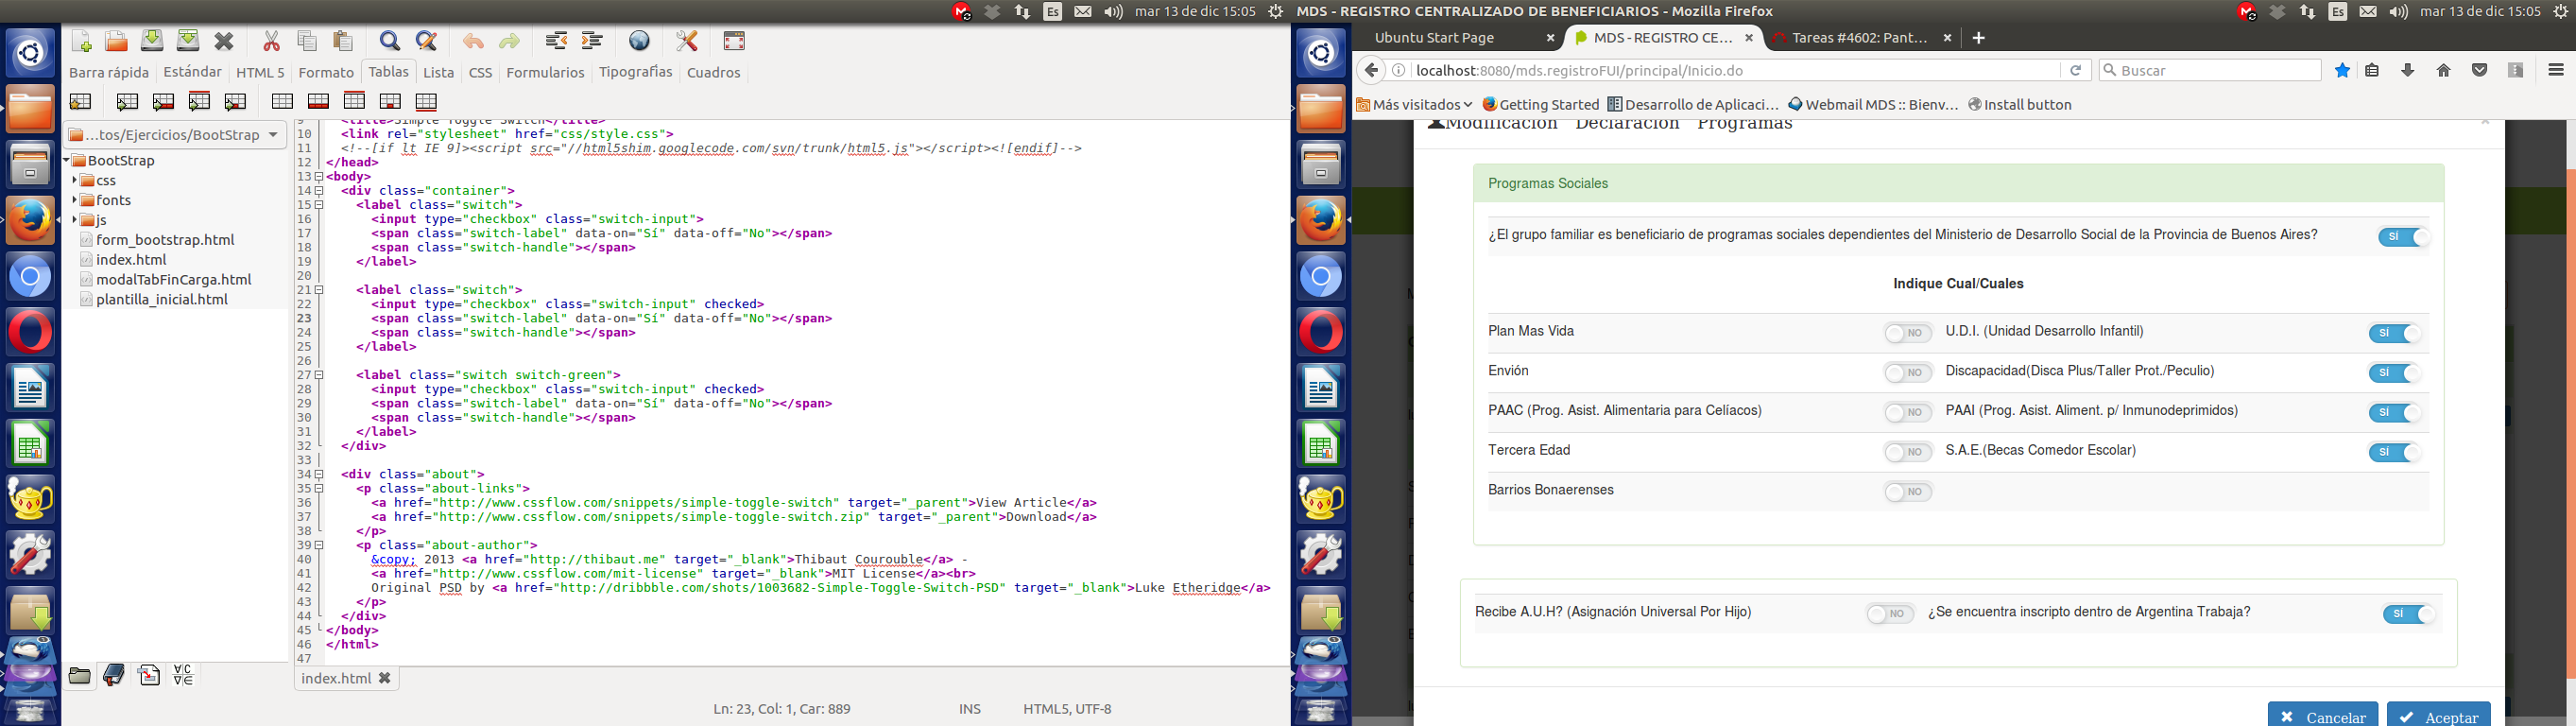 Es mar 13 de dic 15:05
Barra rápida Estándar HTML 5 Formato Tablas Lista CSS Formularios Tipografías Cuadros
...tos/Ejercicios/BootStrap
BootStrap
css
fonts
js
form_bootstrap.html
index.html
modalTabFinCarga.html
plantilla_inicial.html
9 <title>Simple Toggle Switch</title>
10 <link rel="stylesheet" href="css/style.css">
11 <!--[if lt IE 9]><script src="//html5shim.googlecode.com/svn/trunk/html5.js"></script><![endif]-->
12 </head>
13 <body>
14 <div class="container">
15 <label class="switch">
16 <input type="checkbox" class="switch-input">
17 <span class="switch-label" data-on="Sí" data-off="No"></span>
18 <span class="switch-handle"></span>
19 </label>
20
21 <label class="switch">
22 <input type="checkbox" class="switch-input" checked>
23 <span class="switch-label" data-on="Sí" data-off="No"></span>
24 <span class="switch-handle"></span>
25 </label>
26
27 <label class="switch switch-green">
28 <input type="checkbox" class="switch-input" checked>
29 <span class="switch-label" data-on="Sí" data-off="No"></span>
30 <span class="switch-handle"></span>
31 </label>
32 </div>
33
34 <div class="about">
35 <p class="about-links">
36 <a href="http://www.cssflow.com/snippets/simple-toggle-switch" target="_parent">View Article</a>
37 <a href="http://www.cssflow.com/snippets/simple-toggle-switch.zip" target="_parent">Download</a>
38 </p>
39 <p class="about-author">
40 &copy; 2013 <a href="http://thibaut.me" target="_blank">Thibaut Courouble</a> -
41 <a href="http://www.cssflow.com/mit-license" target="_blank">MIT License</a><br>
42 Original PSD by <a href="http://dribbble.com/shots/1003682-Simple-Toggle-Switch-PSD" target="_blank">Luke Etheridge</a>
43 </p>
44 </div>
45 </body>
46 </html>
47
index.html
Ln: 23, Col: 1, Car: 889 INS HTML5, UTF-8
MDS - REGISTRO CENTRALIZADO DE BENEFICIARIOS - Mozilla Firefox Es mar 13 de dic 15:05
Ubuntu Start Page MDS - REGISTRO CE... Tareas #4602: Pant...
localhost:8080/mds.registroFUI/principal/Inicio.do Buscar
Más visitados Getting Started Desarrollo de Aplicaci... Webmail MDS :: Bienv... Install button
Modificación Declaración Programas
Programas Sociales
¿El grupo familiar es beneficiario de programas sociales dependientes del Ministerio de Desarrollo Social de la Provincia de Buenos Aires? SÍ
Indique Cual/Cuales
Plan Mas Vida NO U.D.I. (Unidad Desarrollo Infantil) SÍ
Envión NO Discapacidad(Disca Plus/Taller Prot./Peculio) SÍ
PAAC (Prog. Asist. Alimentaria para Celíacos) NO PAAI (Prog. Asist. Aliment. p/ Inmunodeprimidos) SÍ
Tercera Edad NO S.A.E.(Becas Comedor Escolar) SÍ
Barrios Bonaerenses NO
Recibe A.U.H? (Asignación Universal Por Hijo) NO ¿Se encuentra inscripto dentro de Argentina Trabaja? SÍ
Cancelar Aceptar